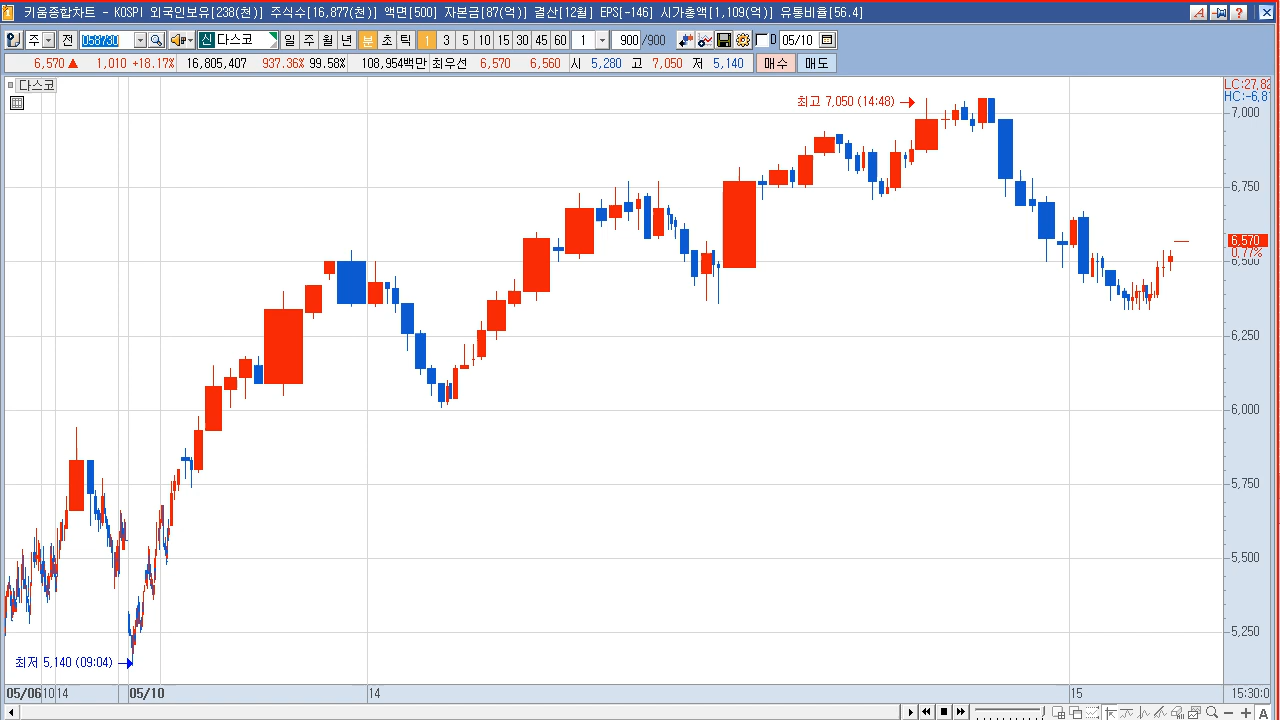 키움종합차트 - KOSPI 외국인보유[238(천)] 주식수[16,877(천)] 액면[500] 자본금[87(억)] 결산[12월] EPS[-146] 시가총액[1,109(억)] 유통비율[56.4]
주 전 058730 신 다스코 일 주 월 년 분 초 틱 1 3 5 10 15 30 45 60 1 900 /900 D 05/10
6,570 ▲ 1,010 +18.17% 16,805,407 937.36% 99.58% 108,954백만 최우선 6,570 6,560 시 5,280 고 7,050 저 5,140 매수 매도
다스코
LC:27,82
HC:-6,81
최고 7,050 (14:48)
7,000
6,750
6,570
0.77%
6,500
6,250
6,000
5,750
5,500
5,250
최저 5,140 (09:04)
05/06 10 14 05/10 14 15 15:30:0
A